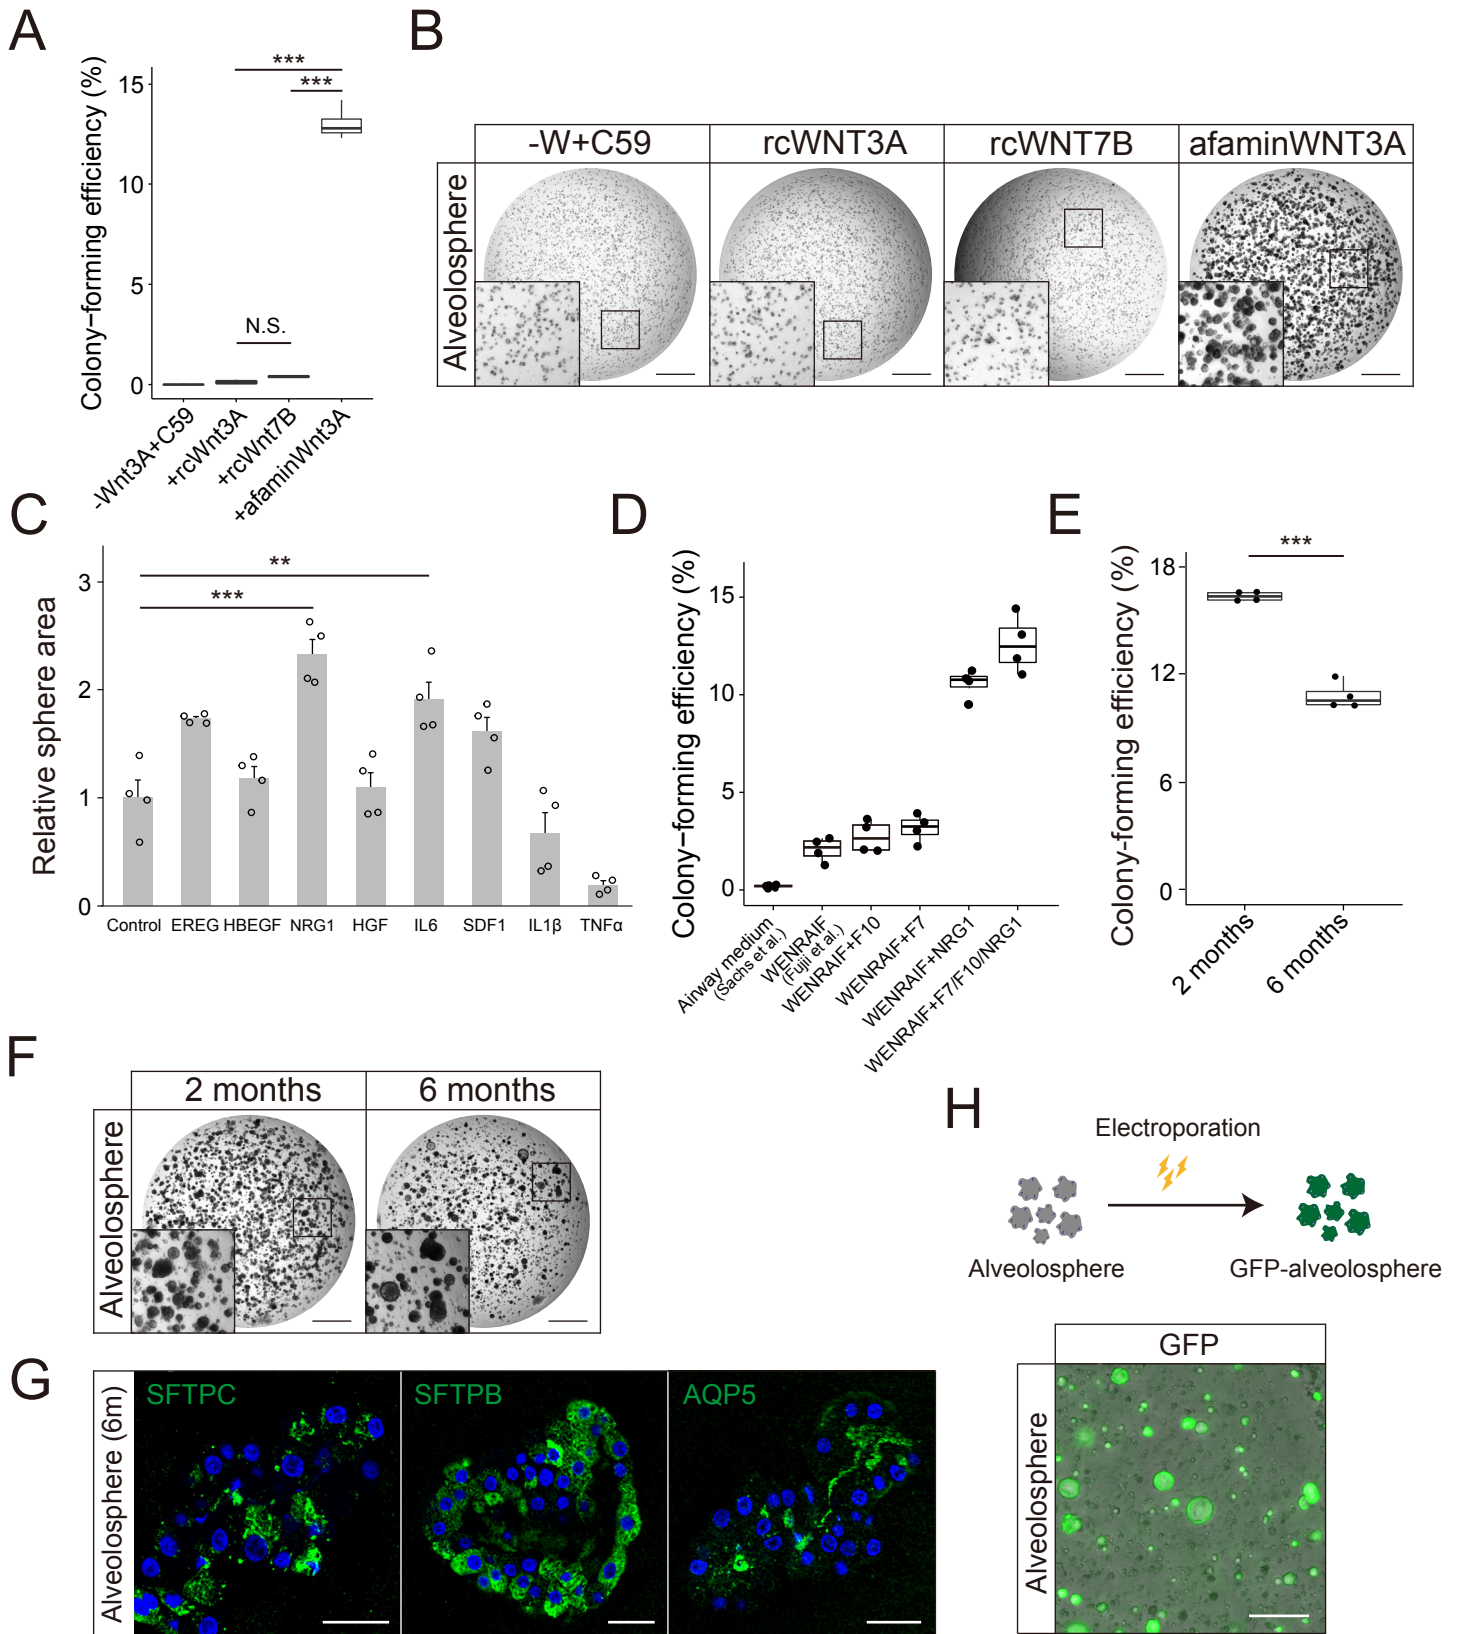 A
Colony-forming efficiency (%)
15
10
5
0
***
***
N.S.
-Wnt3A+C59
+rcWnt3A
+rcWnt7B
+afaminWnt3A
B
-W+C59
rcWNT3A
rcWNT7B
afaminWNT3A
Alveolosphere
C
Relative sphere area
3
2
1
0
**
***
Control
EREG
HBEGF
NRG1
HGF
IL6
SDF1
IL1β
TNFα
D
Colony-forming efficiency (%)
15
10
5
0
Airway medium
(Sachs et al.)
WENRAIF
(Fujii et al.)
WENRAIF+F10
WENRAIF+F7
WENRAIF+NRG1
WENRAIF+F7/F10/NRG1
E
Colony-forming efficiency (%)
18
12
6
0
***
2 months
6 months
F
2 months
6 months
Alveolosphere
G
Alveolosphere (6m)
SFTPC
SFTPB
AQP5
H
Electroporation
Alveolosphere
GFP-alveolosphere
GFP
Alveolosphere